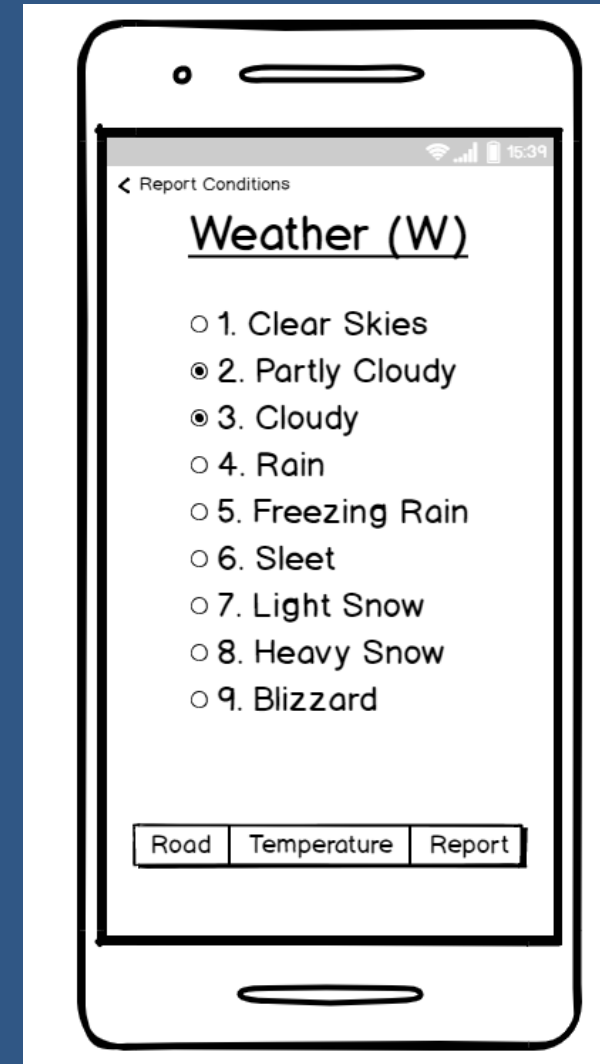 15:39
Report Conditions
Weather (W)
1. Clear Skies
2. Partly Cloudy
3. Cloudy
4. Rain
5. Freezing Rain
6. Sleet
7. Light Snow
8. Heavy Snow
9. Blizzard
Road Temperature Report